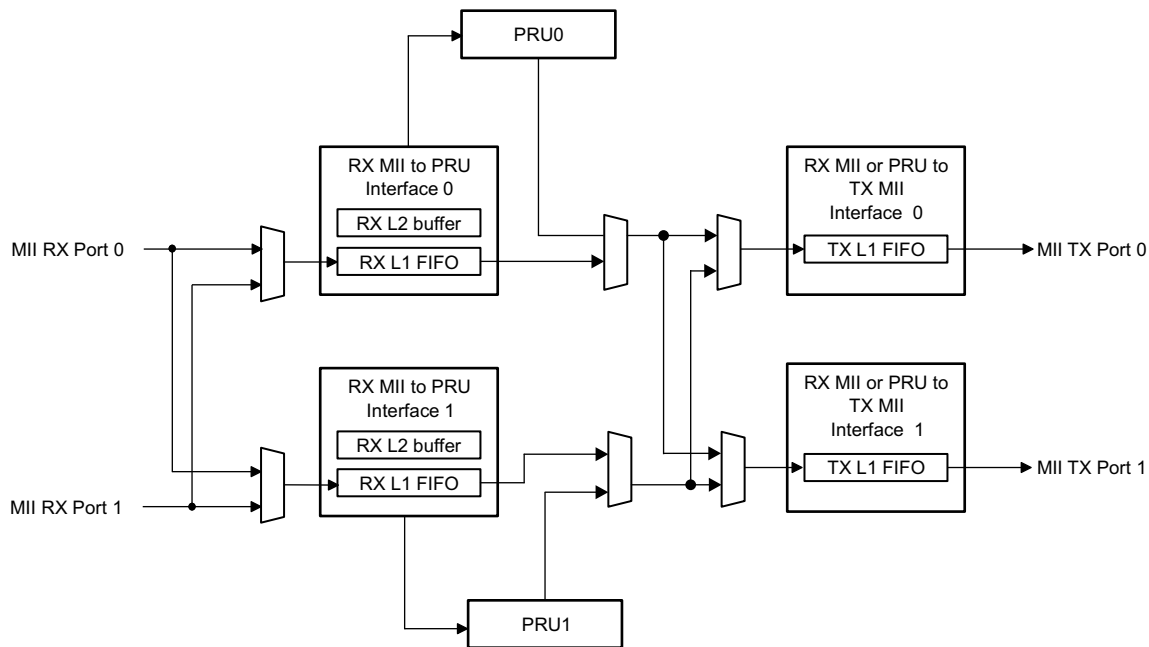 PRU0
RX MII to PRU
Interface 0
RX L2 buffer
RX L1 FIFO
RX MII or PRU to
TX MII
Interface 0
TX L1 FIFO
MII RX Port 0
MII TX Port 0
RX MII to PRU
Interface 1
RX L2 buffer
RX L1 FIFO
RX MII or PRU to
TX MII
Interface 1
TX L1 FIFO
MII RX Port 1
MII TX Port 1
PRU1